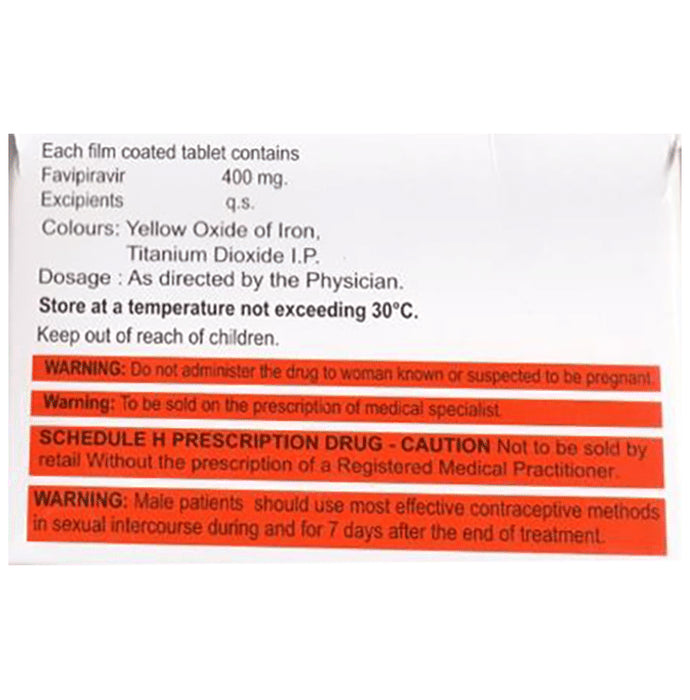 Each film coated tablet contains
Favipiravir 400 mg.
Excipients q.s.
Colours: Yellow Oxide of Iron,
Titanium Dioxide I.P.
Dosage : As directed by the Physician.
Store at a temperature not exceeding 30°C.
Keep out of reach of children.
WARNING: Do not administer the drug to woman known or suspected to be pregnant.
Warning: To be sold on the prescription of medical specialist.
SCHEDULE H PRESCRIPTION DRUG - CAUTION Not to be sold by
retail Without the prescription of a Registered Medical Practitioner.
WARNING: Male patients should use most effective contraceptive methods
in sexual intercourse during and for 7 days after the end of treatment.